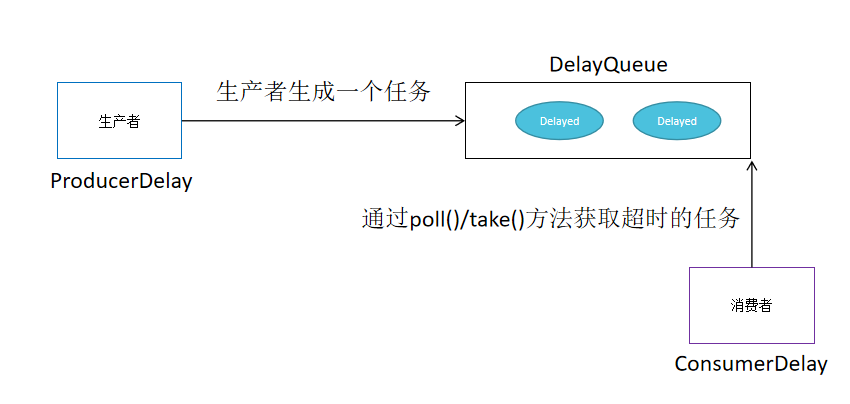 DelayQueue
生产者生成一个任务
生产者
Delayed
Delayed
ProducerDelay
通过poll()/take()方法获取超时的任务
消费者
ConsumerDelay